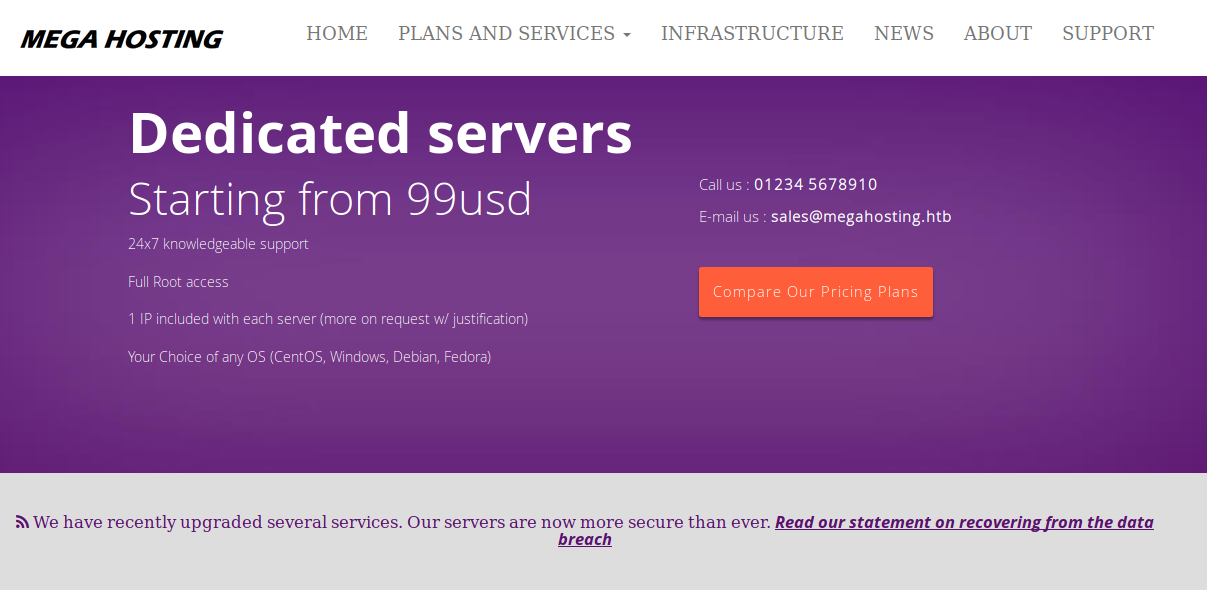 MEGA HOSTING
HOME PLANS AND SERVICES INFRASTRUCTURE NEWS ABOUT SUPPORT
Dedicated servers
Starting from 99usd
24x7 knowledgeable support
Full Root access
1 IP included with each server (more on request w/ justification)
Your Choice of any OS (CentOS, Windows, Debian, Fedora)
Call us : 01234 5678910
E-mail us : sales@megahosting.htb
Compare Our Pricing Plans
We have recently upgraded several services. Our servers are now more secure than ever. Read our statement on recovering from the data
breach